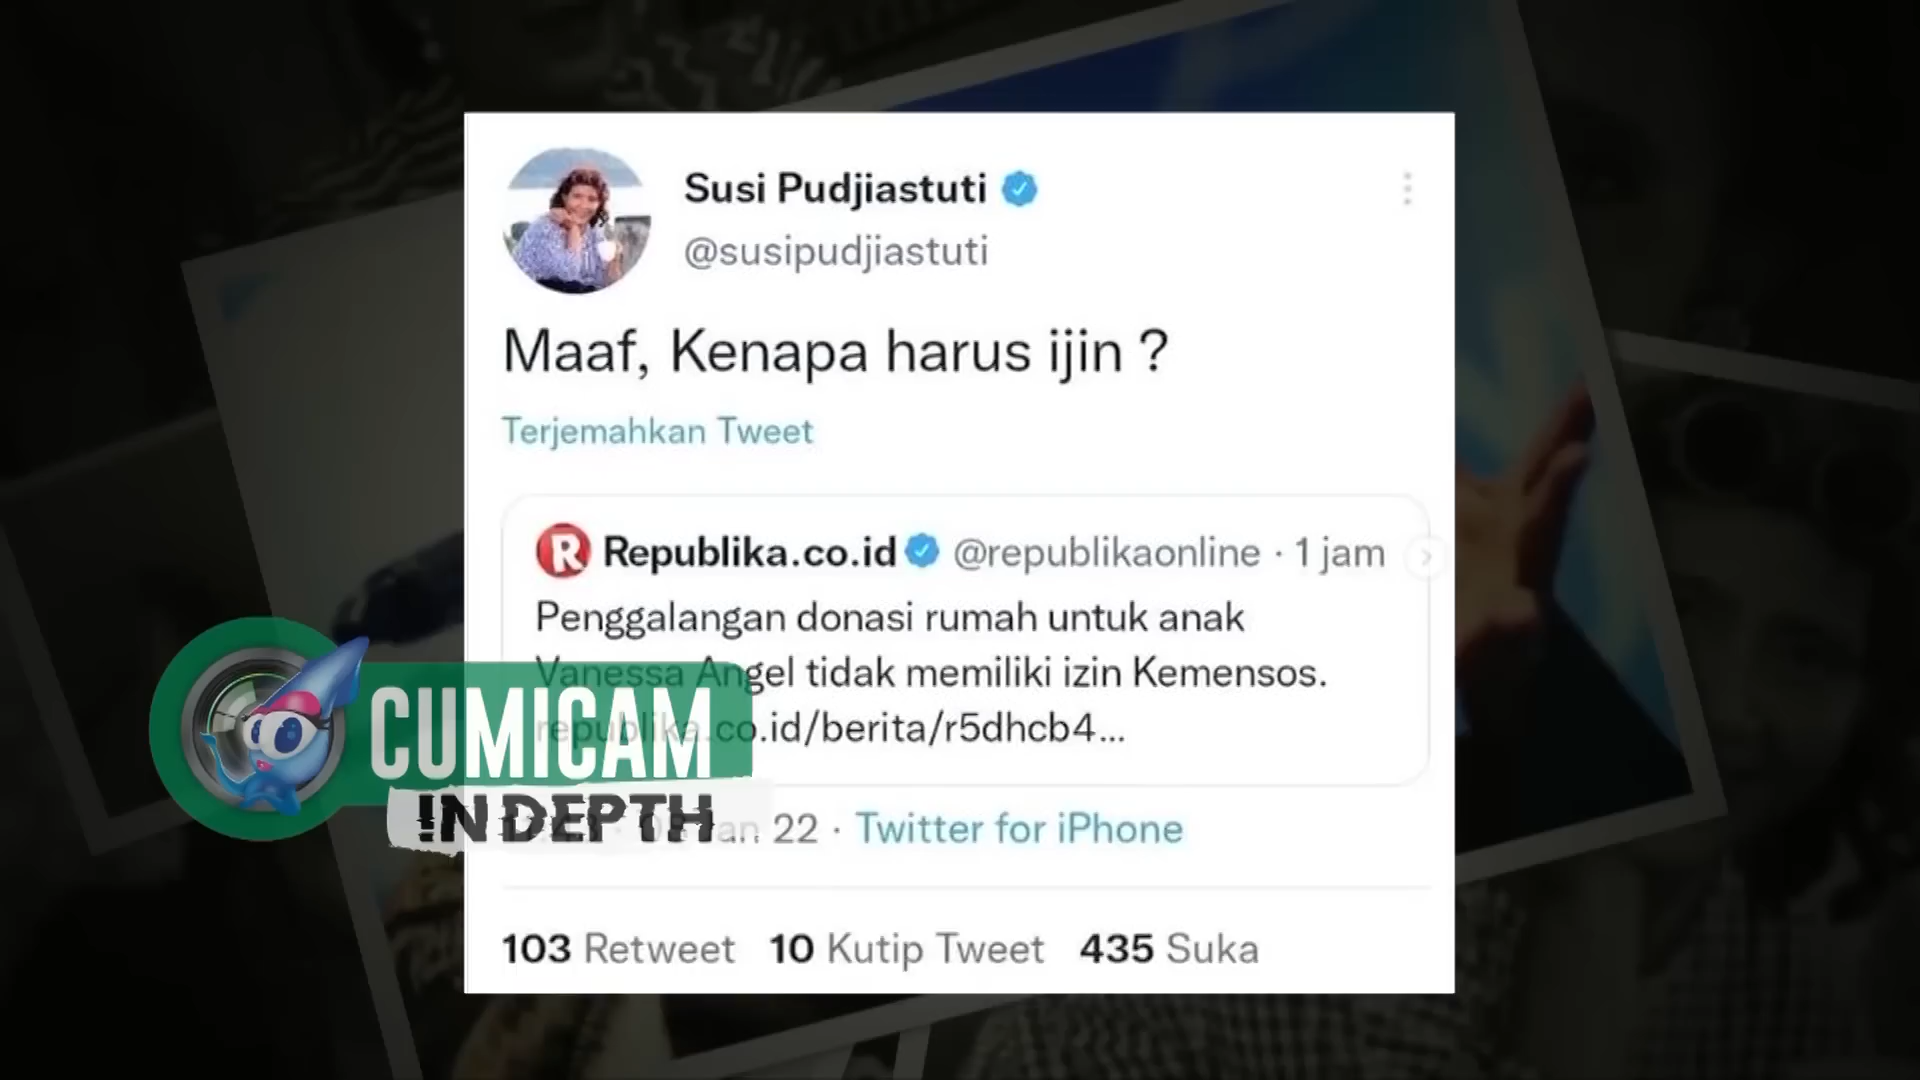 Susi Pudjiastuti
@susipudjiastuti
Maaf, Kenapa harus ijin ?
Terjemahkan Tweet
R Republika.co.id @republikaonline · 1 jam
Penggalangan donasi rumah untuk anak
Vanessa Angel tidak memiliki izin Kemensos.
republika.co.id/berita/r5dhcb4...
CUMICAM
IN DEPTH
22 · Twitter for iPhone
103 Retweet 10 Kutip Tweet 435 Suka